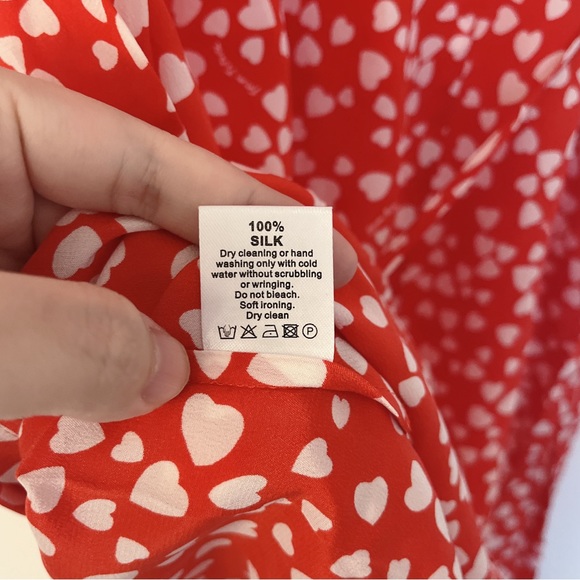 100%
SILK
Dry cleaning or hand
washing only with cold
water without scrubbing
or wringing.
Do not bleach.
Soft ironing.
Dry clean
P